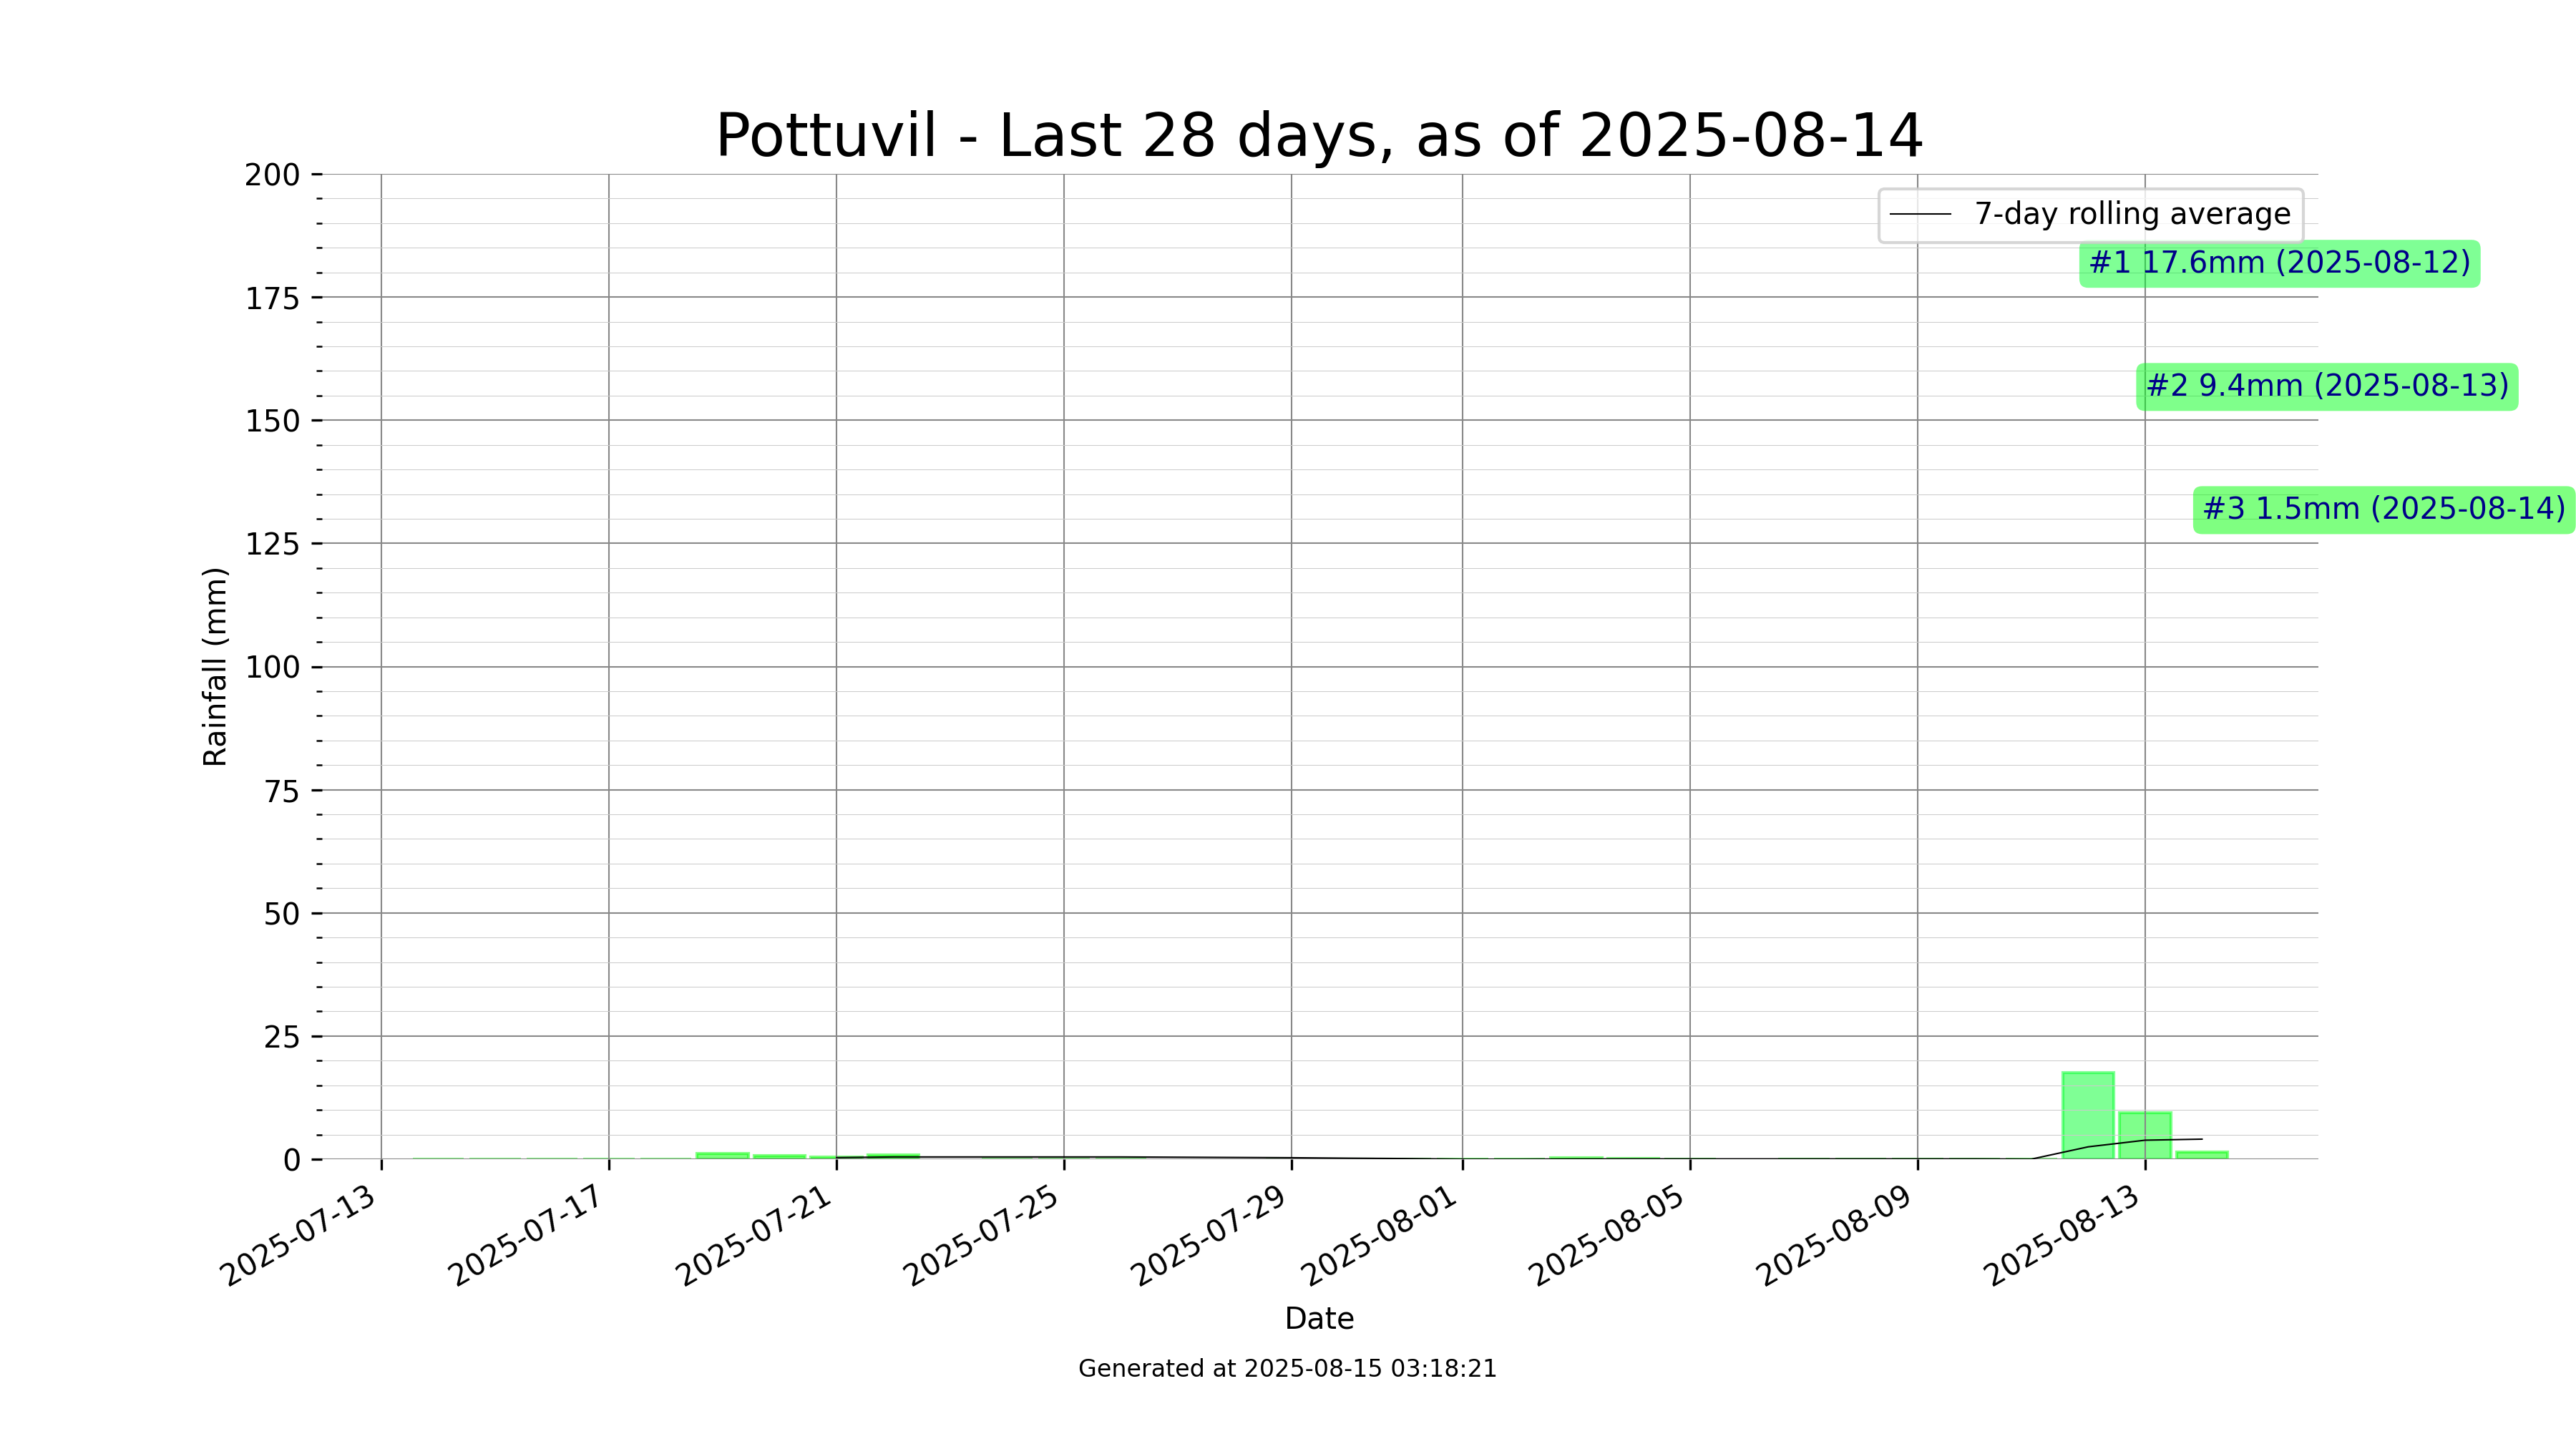 Pottuvil - Last 28 days, as of 2025-08-14
7-day rolling average
#1 17.6mm (2025-08-12)
#2 9.4mm (2025-08-13)
#3 1.5mm (2025-08-14)
Rainfall (mm)
200
175
150
125
100
75
50
25
0
2025-07-13
2025-07-17
2025-07-21
2025-07-25
2025-07-29
2025-08-01
2025-08-05
2025-08-09
2025-08-13
Date
Generated at 2025-08-15 03:18:21